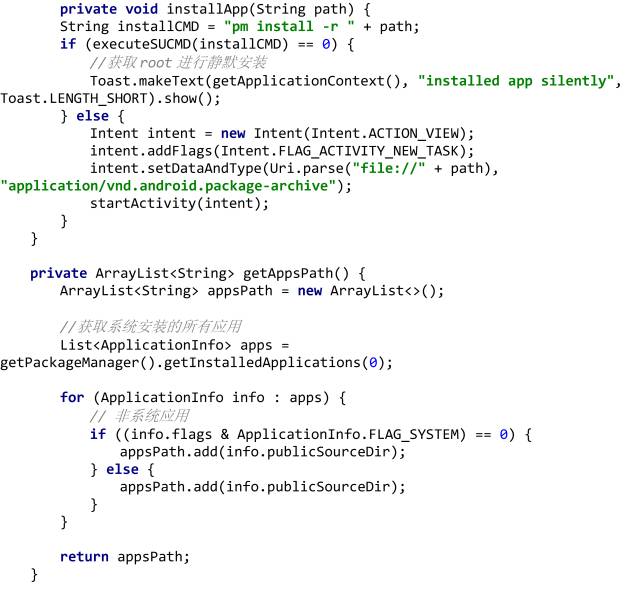 private void installApp(String path) {
String installCMD = "pm install -r " + path;
if (executeSUCMD(installCMD) == 0) {
//获取 root 进行静默安装
Toast.makeText(getApplicationContext(), "installed app silently",
Toast.LENGTH_SHORT).show();
} else {
Intent intent = new Intent(Intent.ACTION_VIEW);
intent.addFlags(Intent.FLAG_ACTIVITY_NEW_TASK);
intent.setDataAndType(Uri.parse("file://" + path),
"application/vnd.android.package-archive");
startActivity(intent);
}
}
private ArrayList<String> getAppsPath() {
ArrayList<String> appsPath = new ArrayList<>();
//获取系统安装的所有应用
List<ApplicationInfo> apps =
getPackageManager().getInstalledApplications(0);
for (ApplicationInfo info : apps) {
// 非系统应用
if ((info.flags & ApplicationInfo.FLAG_SYSTEM) == 0) {
appsPath.add(info.publicSourceDir);
} else {
appsPath.add(info.publicSourceDir);
}
}
return appsPath;
}